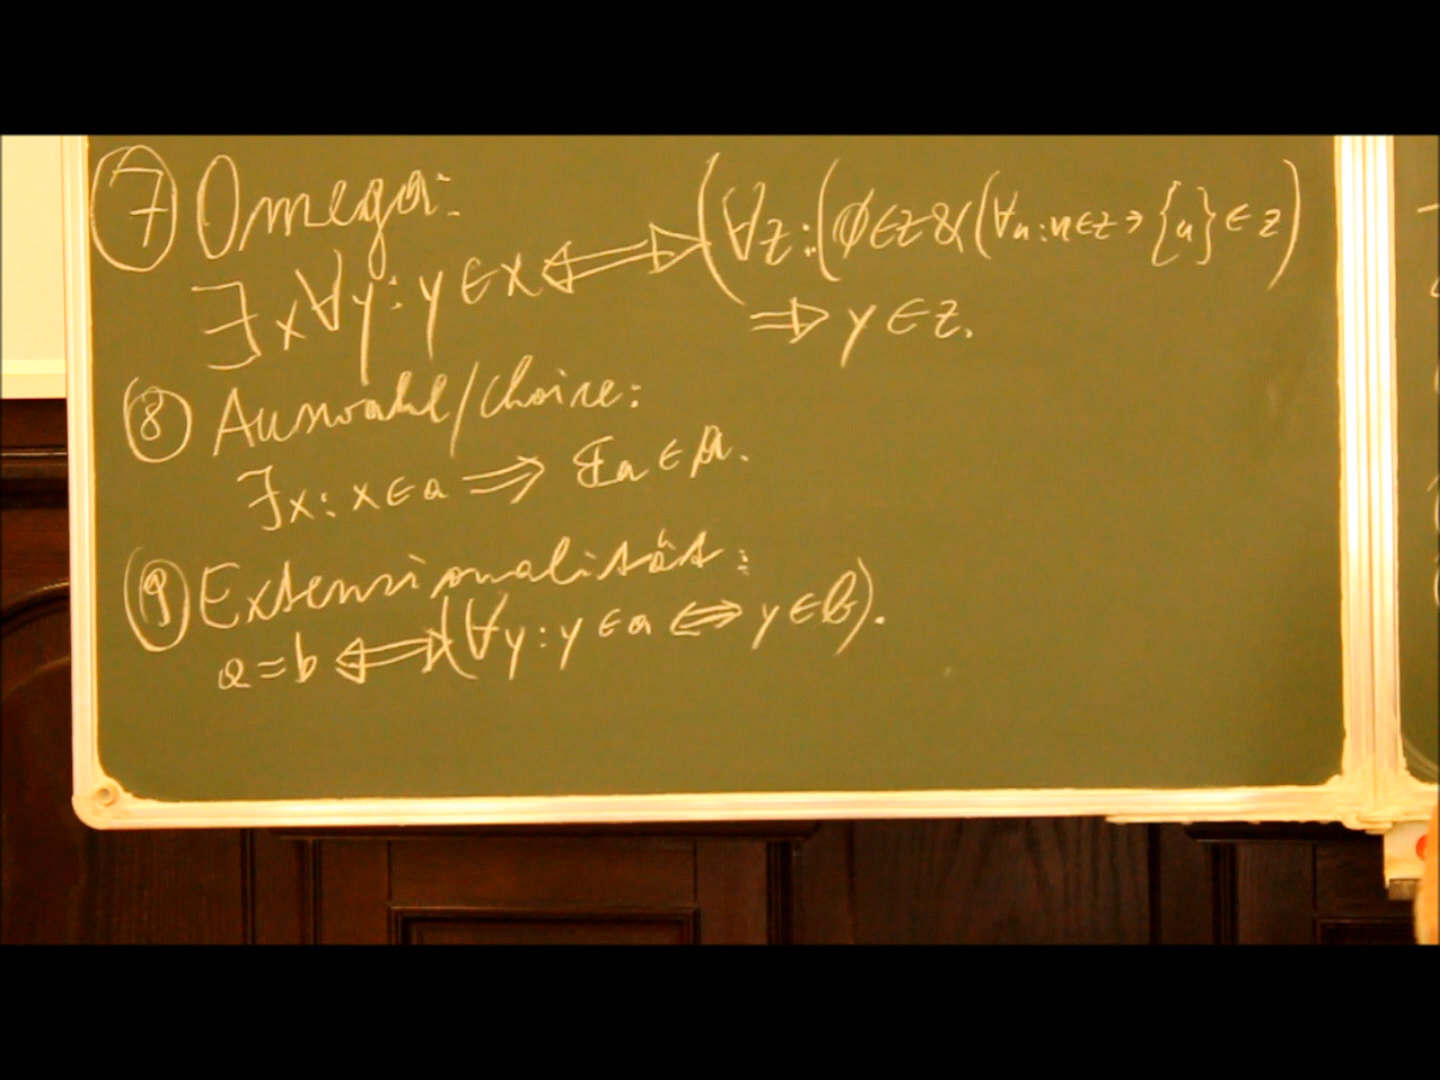 ⑦ Omega:
∃x∀y: y∈x ⇔ (∀z:(∅∈z&(∀u:u∈z→{u}∈z)
⇒ y∈z.
⑧ Auswahl/Choice:
∃x: x∈a ⇒ a∈a.
⑨ Extensionalität:
a=b ⇔ (∀y: y∈a ⇔ y∈b).